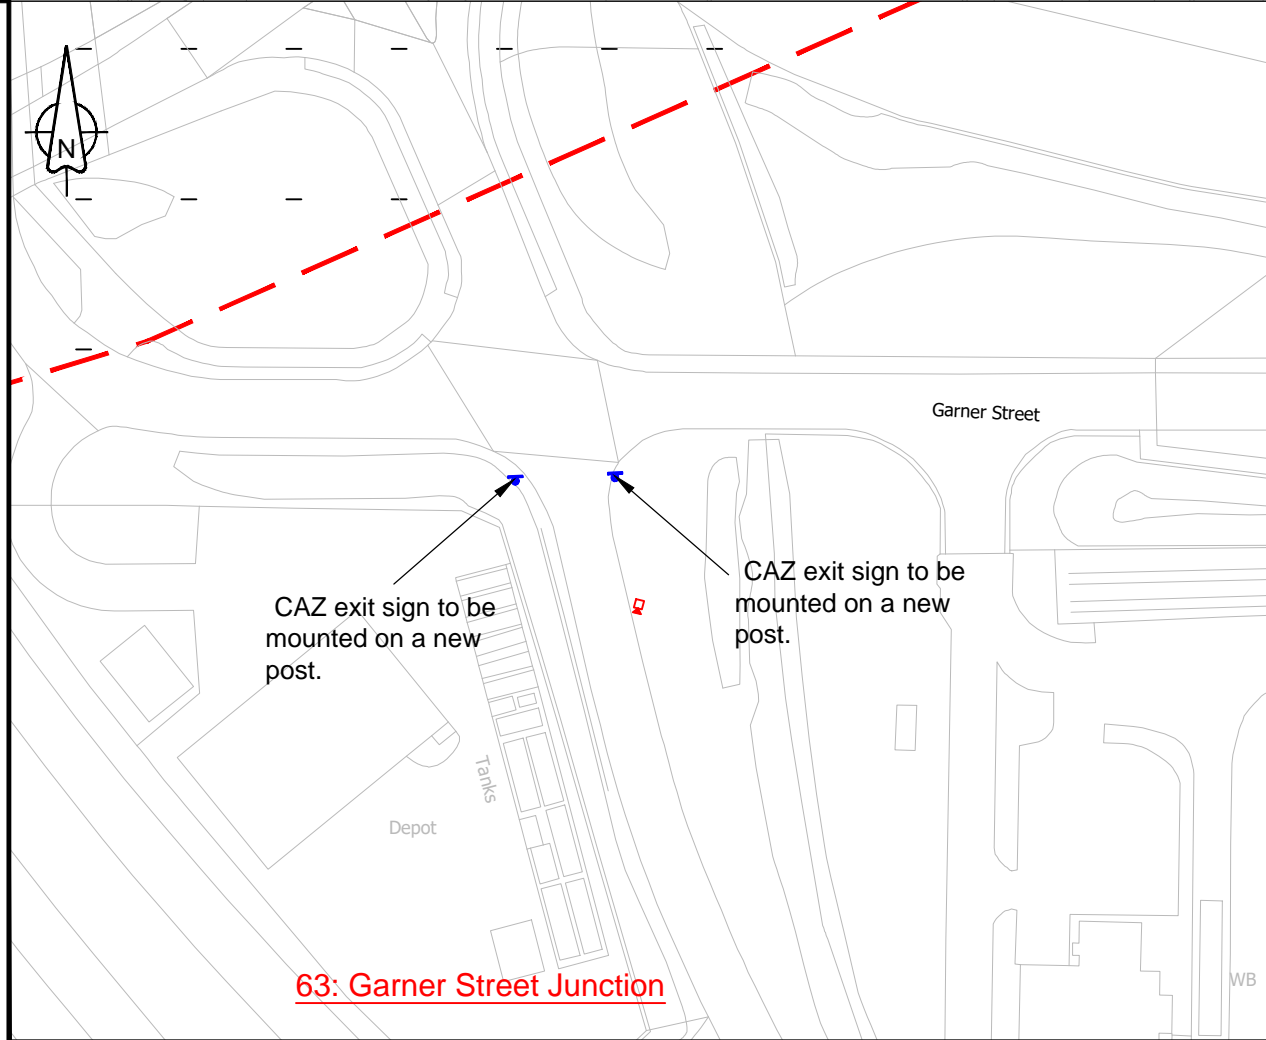 N
Garner Street
CAZ exit sign to be
mounted on a new
post.
CAZ exit sign to be
mounted on a new
post.
Tanks
Depot
63: Garner Street Junction
WB